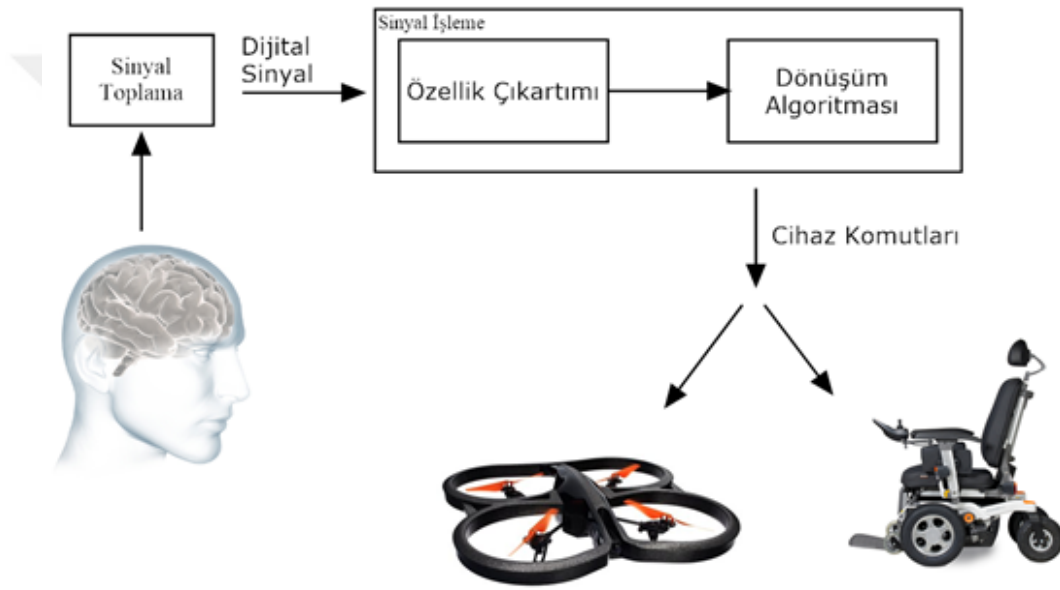 Sinyal
Toplama
Dijital
Sinyal
Sinyal İşleme
Özellik Çıkartımı
Dönüşüm
Algoritması
Cihaz Komutları